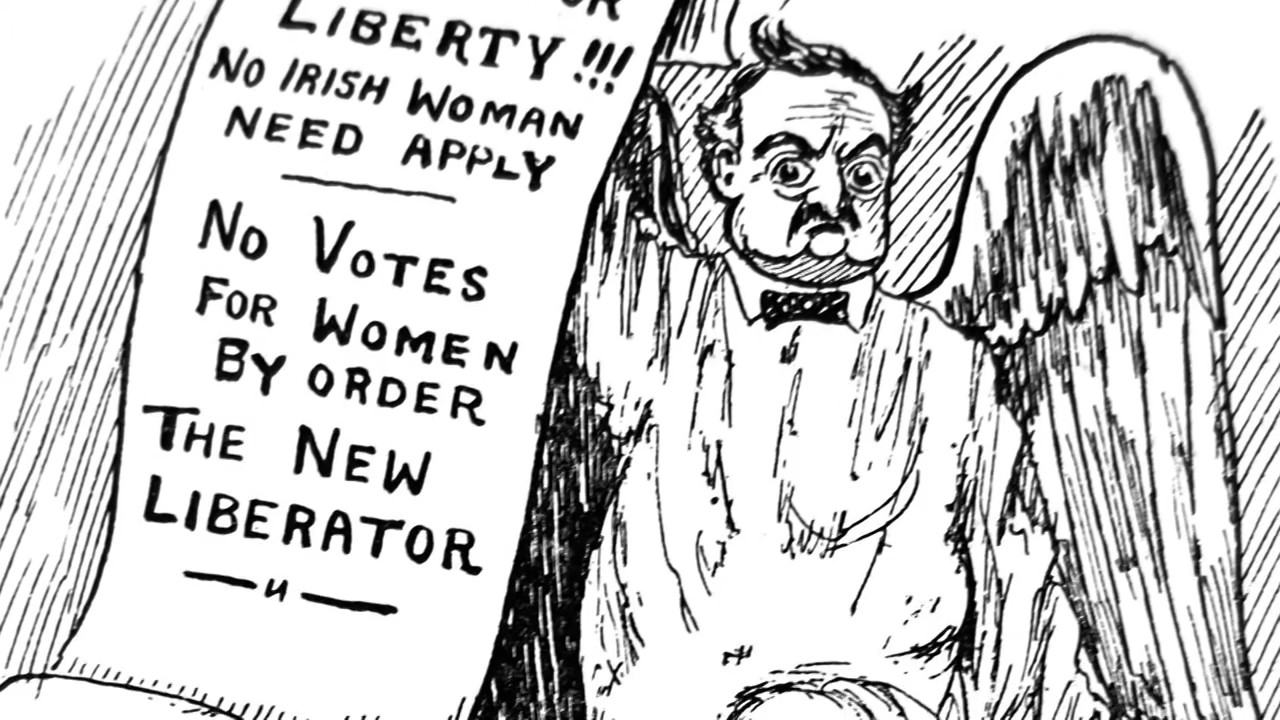 LIBERTY!!!
NO IRISH WOMAN
NEED APPLY
NO VOTES
FOR WOMEN
BY ORDER
THE NEW
LIBERATOR